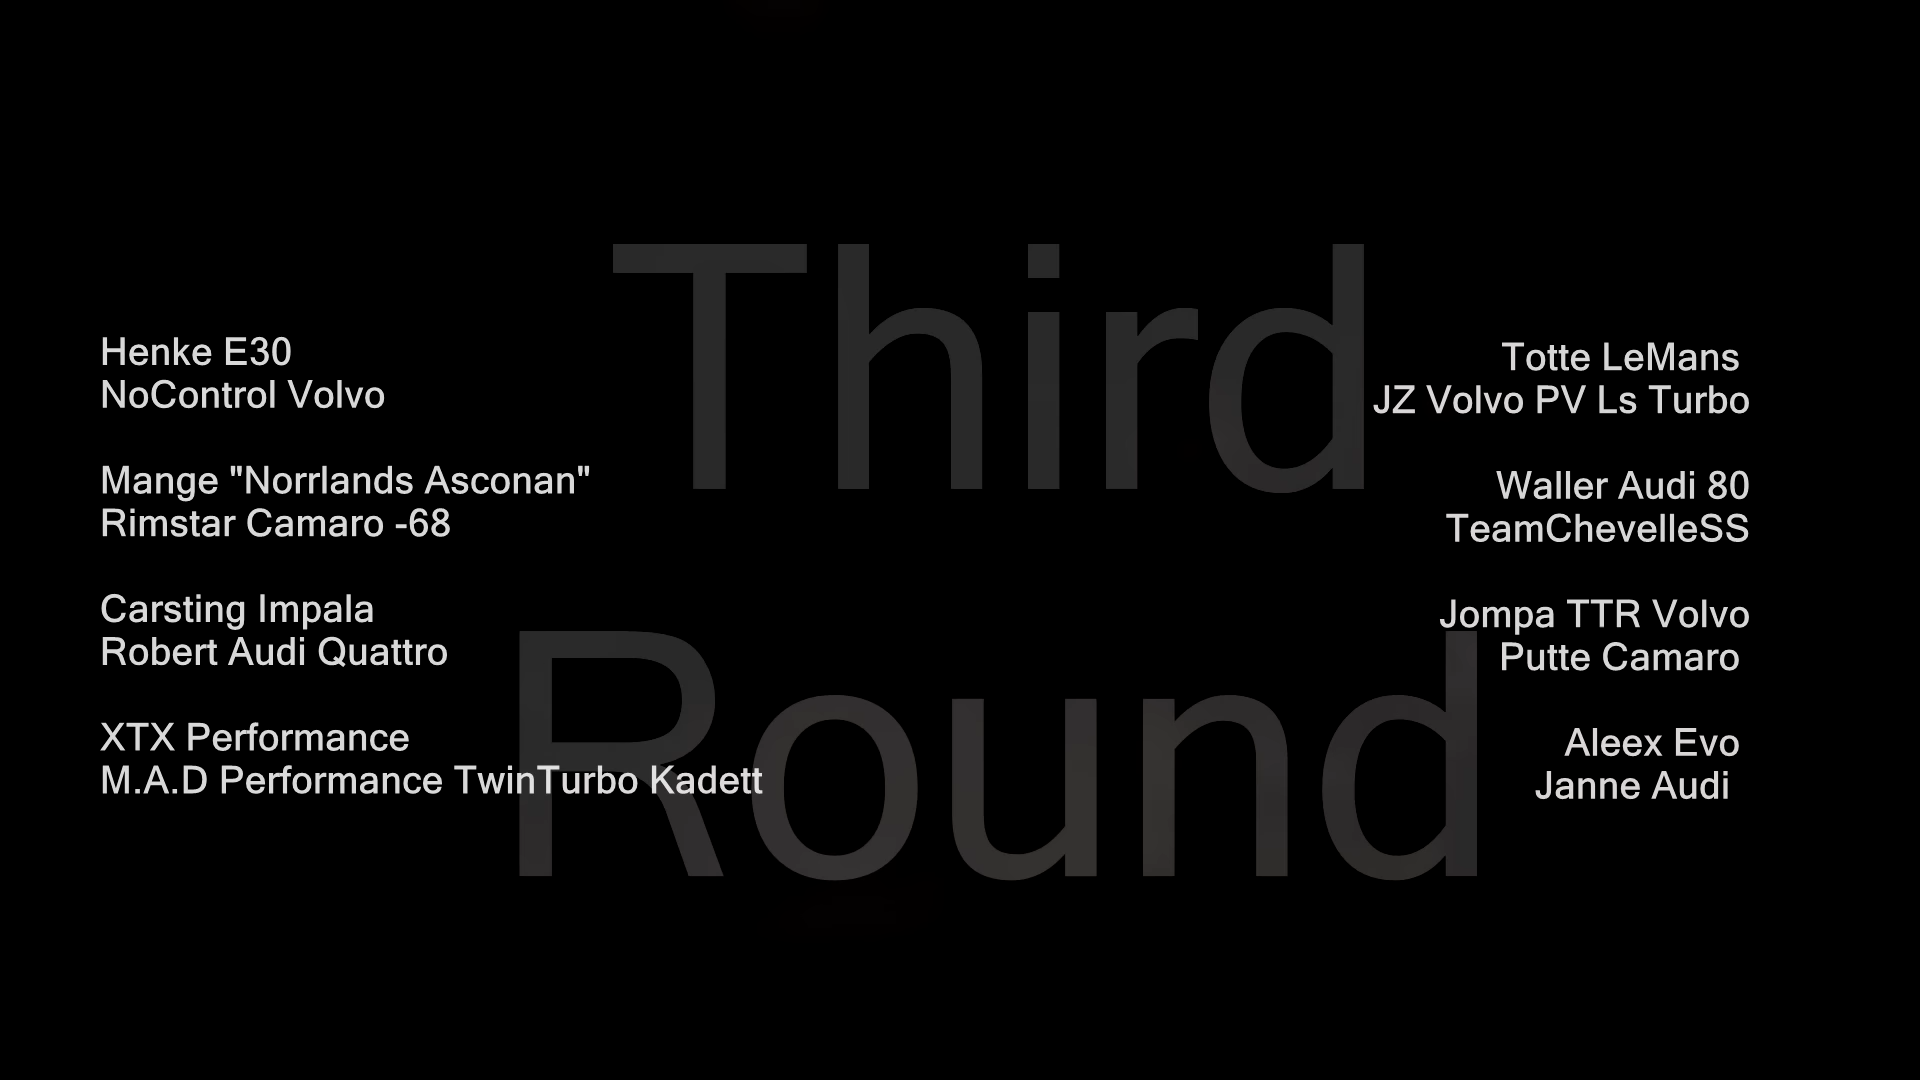 Third
Round
Henke E30
NoControl Volvo
Mange "Norrlands Asconan"
Rimstar Camaro -68
Carsting Impala
Robert Audi Quattro
XTX Performance
M.A.D Performance TwinTurbo Kadett
Totte LeMans
JZ Volvo PV Ls Turbo
Waller Audi 80
TeamChevelleSS
Jompa TTR Volvo
Putte Camaro
Aleex Evo
Janne Audi